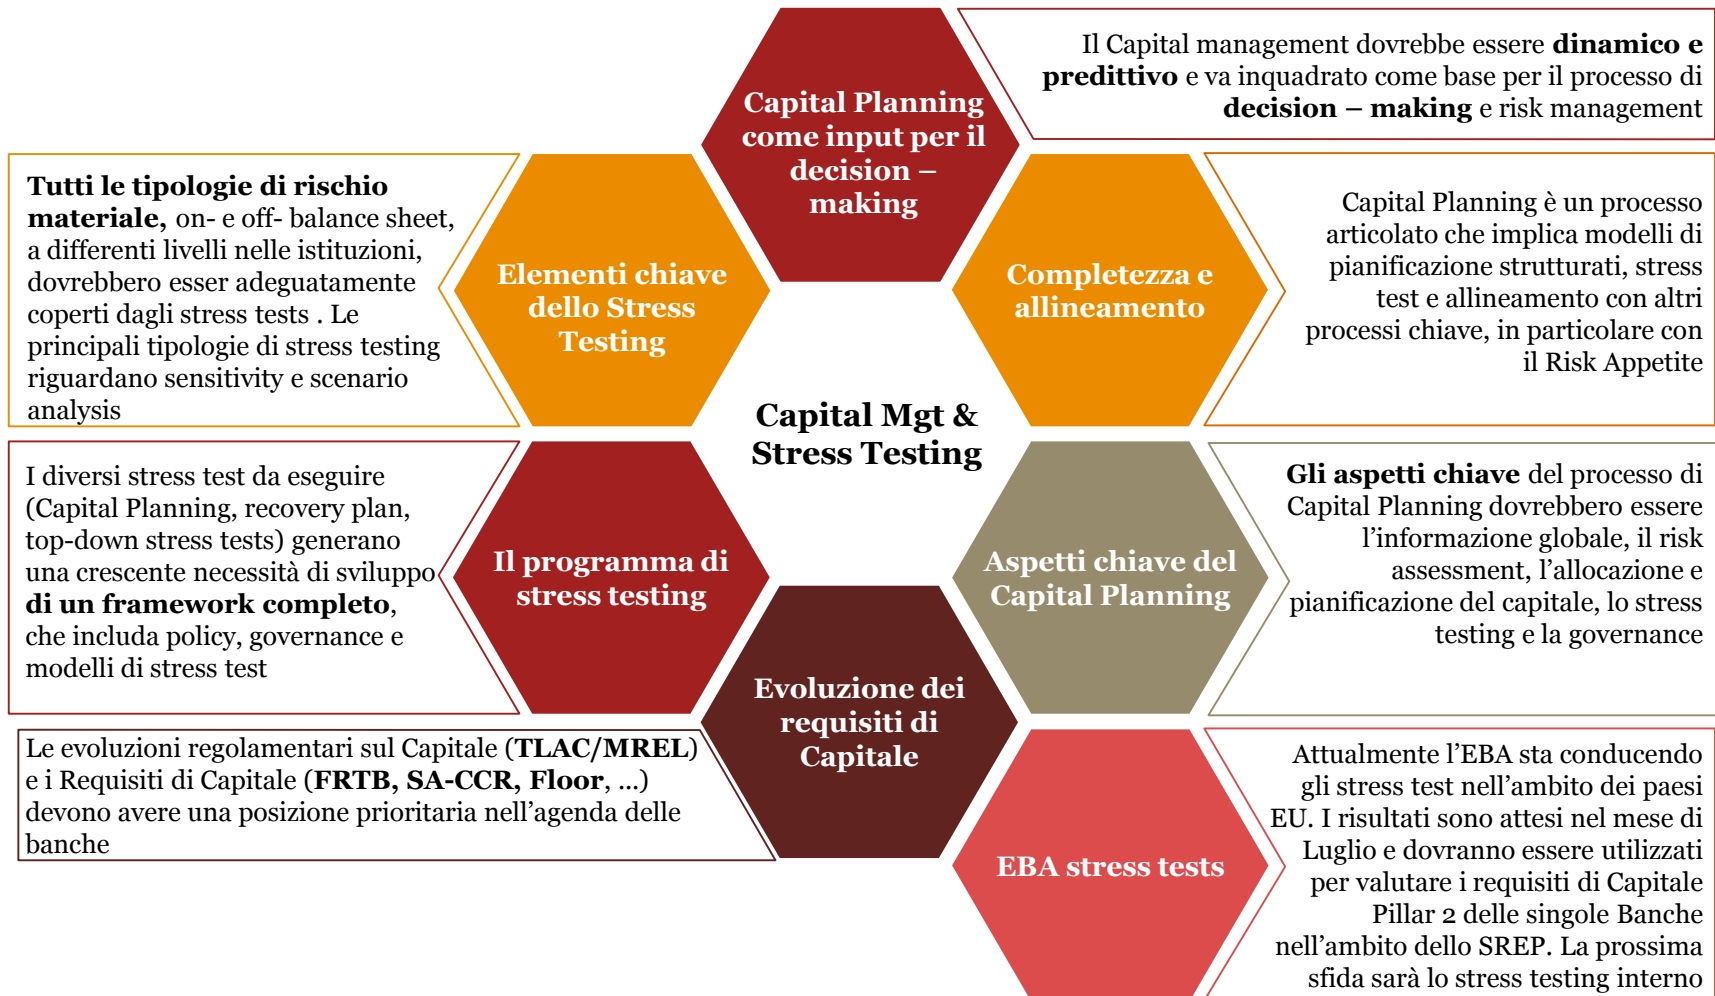 Capital Planning
come input per il
decision –
making
Il Capital management dovrebbe essere dinamico e
predittivo e va inquadrato come base per il processo di
decision – making e risk management
Tutti le tipologie di rischio
materiale, on- e off- balance sheet,
a differenti livelli nelle istituzioni,
dovrebbero esser adeguatamente
coperti dagli stress tests . Le
principali tipologie di stress testing
riguardano sensitivity e scenario
analysis
Elementi chiave
dello Stress
Testing
Completezza e
allineamento
Capital Planning è un processo
articolato che implica modelli di
pianificazione strutturati, stress
test e allineamento con altri
processi chiave, in particolare con
il Risk Appetite
Capital Mgt &
Stress Testing
I diversi stress test da eseguire
(Capital Planning, recovery plan,
top-down stress tests) generano
una crescente necessità di sviluppo
di un framework completo,
che includa policy, governance e
modelli di stress test
Il programma di
stress testing
Aspetti chiave del
Capital Planning
Gli aspetti chiave del processo di
Capital Planning dovrebbero essere
l’informazione globale, il risk
assessment, l’allocazione e
pianificazione del capitale, lo stress
testing e la governance
Evoluzione dei
requisiti di
Capitale
Le evoluzioni regolamentari sul Capitale (TLAC/MREL)
e i Requisiti di Capitale (FRTB, SA-CCR, Floor, …)
devono avere una posizione prioritaria nell’agenda delle
banche
EBA stress tests
Attualmente l’EBA sta conducendo
gli stress test nell’ambito dei paesi
EU. I risultati sono attesi nel mese di
Luglio e dovranno essere utilizzati
per valutare i requisiti di Capitale
Pillar 2 delle singole Banche
nell’ambito dello SREP. La prossima
sfida sarà lo stress testing interno